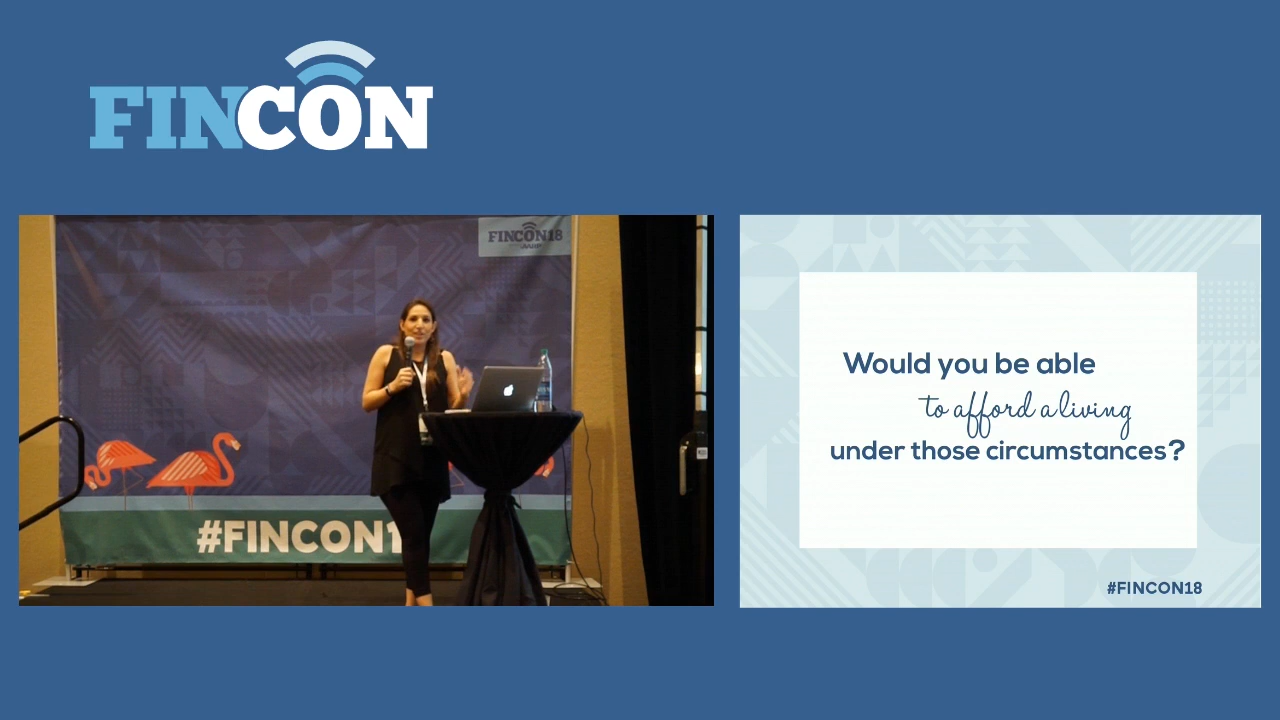 FINCON
FINCON18
#FINCON1
Would you be able
to afford a living
under those circumstances?
#FINCON18